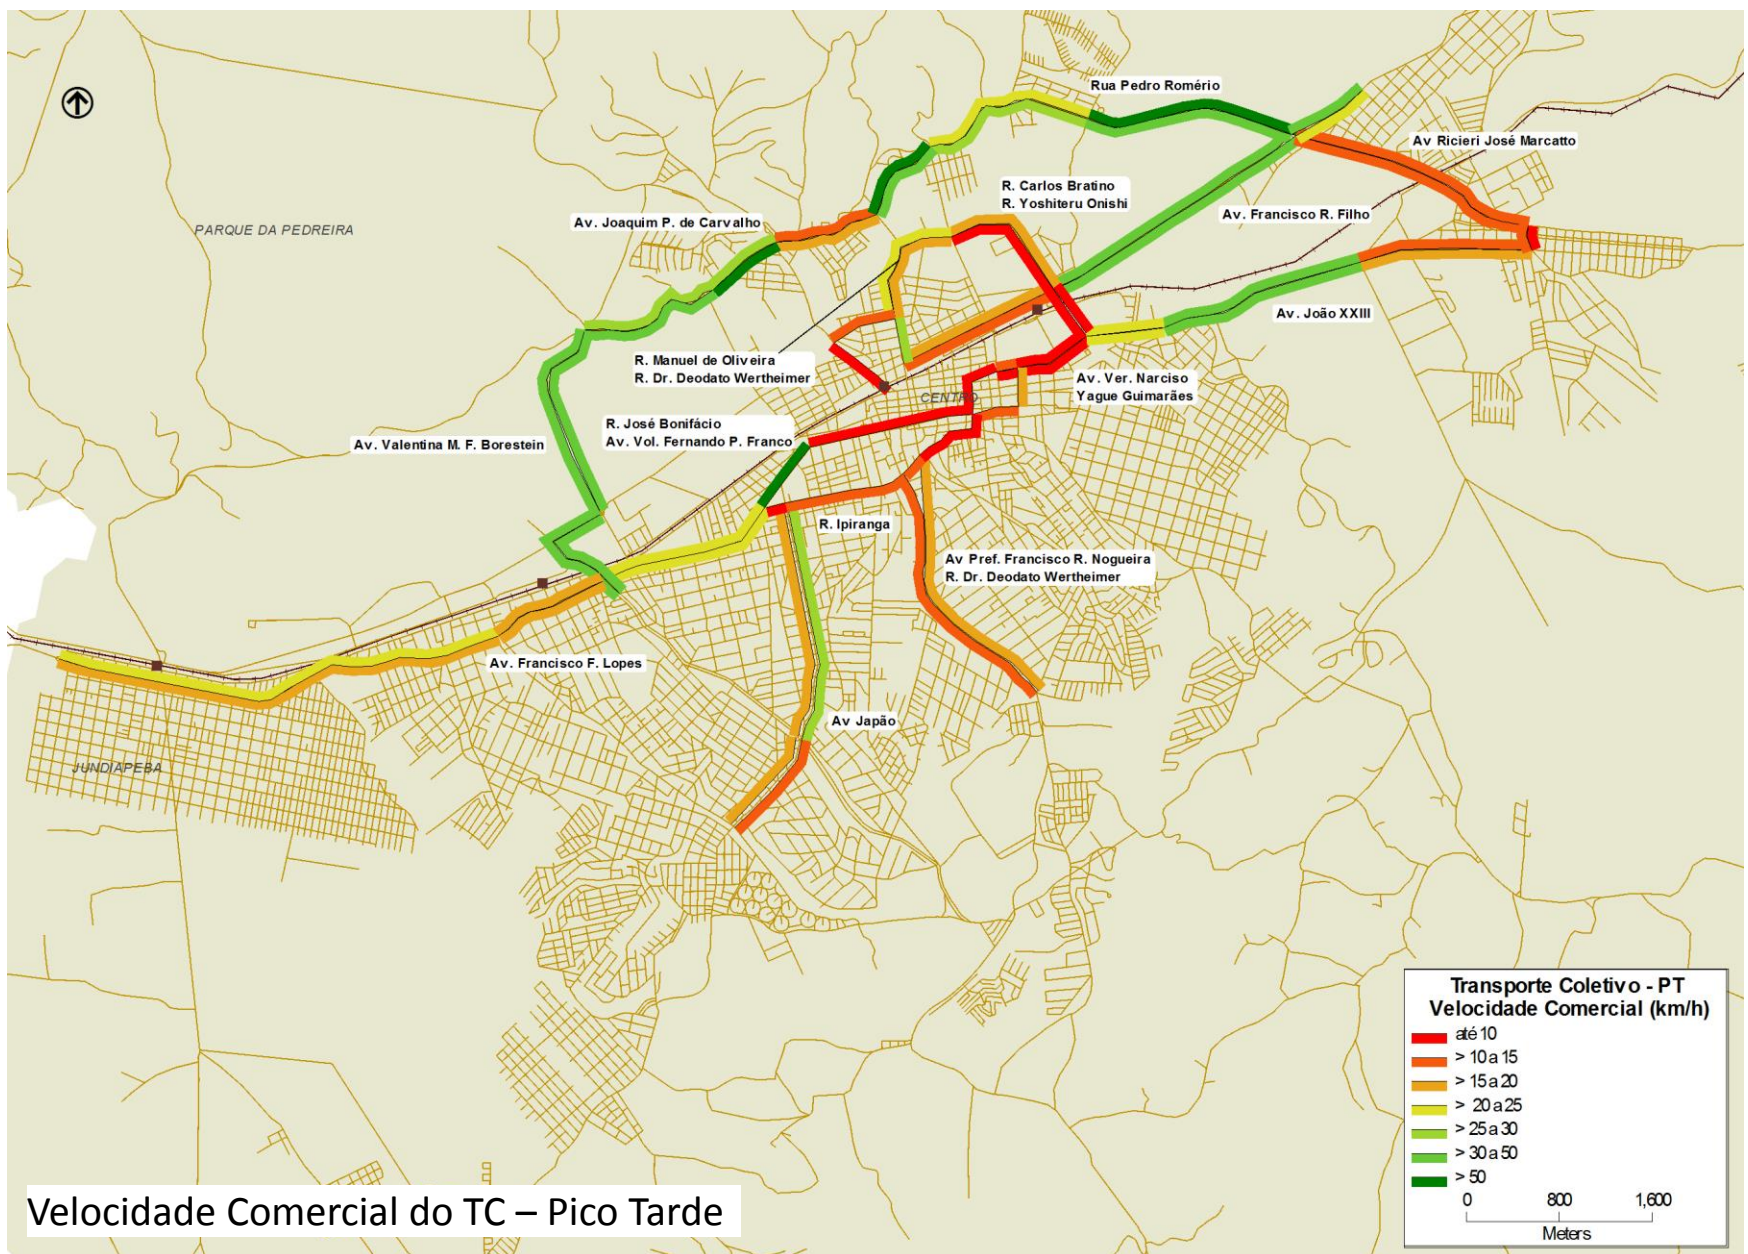 Rua Pedro Romério
Av Ricieri José Marcatto
R. Carlos Bratino
R. Yoshiteru Onishi
Av. Francisco R. Filho
Av. Joaquim P. de Carvalho
PARQUE DA PEDREIRA
Av. João XXIII
R. Manuel de Oliveira
R. Dr. Deodato Wertheimer
Av. Ver. Narciso
Yague Guimarães
CENTRO
R. José Bonifácio
Av. Vol. Fernando P. Franco
Av. Valentina M. F. Borestein
R. Ipiranga
Av Pref. Francisco R. Nogueira
R. Dr. Deodato Wertheimer
Av. Francisco F. Lopes
Av Japão
JUNDIAPEBA
Transporte Coletivo - PT
Velocidade Comercial (km/h)
até 10
> 10 a 15
> 15 a 20
> 20 a 25
> 25 a 30
> 30 a 50
> 50
0 800 1,600
Meters
Velocidade Comercial do TC – Pico Tarde